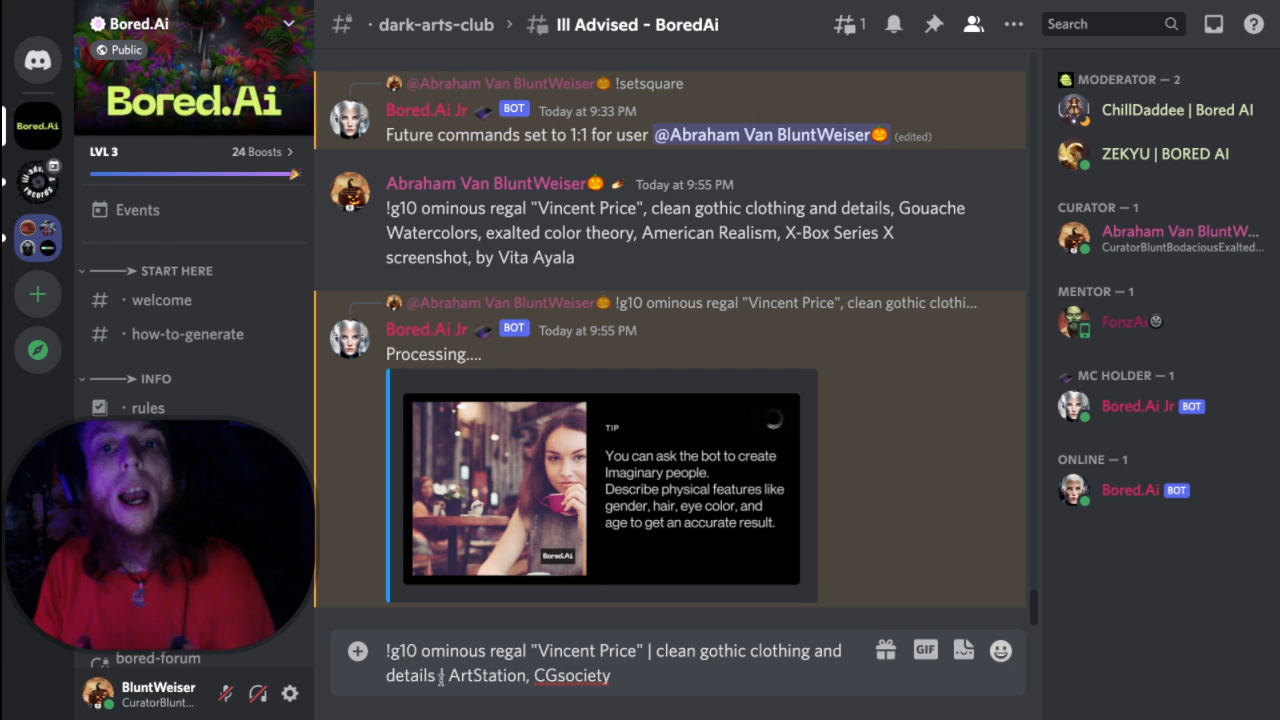 Bored.Ai
Public
Bored.Ai
LVL 3
24 Boosts
Events
START HERE
# · welcome
# · how-to-generate
INFO
· rules
bored-forum
BluntWeiser
CuratorBlunt...
Bored.Ai
· dark-arts-club
Ill Advised - BoredAi
1
Search
@Abraham Van BluntWeiser🎃 !setsquare
Bored.Ai Jr BOT Today at 9:33 PM
Future commands set to 1:1 for user @Abraham Van BluntWeiser🎃 (edited)
Abraham Van BluntWeiser🎃 Today at 9:55 PM
!g10 ominous regal "Vincent Price", clean gothic clothing and details, Gouache
Watercolors, exalted color theory, American Realism, X-Box Series X
screenshot, by Vita Ayala
@Abraham Van BluntWeiser🎃 !g10 ominous regal "Vincent Price", clean gothic clothi...
Bored.Ai Jr BOT Today at 9:55 PM
Processing....
TIP
You can ask the bot to create
Imaginary people.
Describe physical features like
gender, hair, eye color, and
age to get an accurate result.
Bored.Ai
!g10 ominous regal "Vincent Price" | clean gothic clothing and
details ArtStation, CGsociety
GIF
MODERATOR — 2
ChillDaddee | Bored AI
ZEKYU | BORED AI
CURATOR — 1
Abraham Van BluntW...
CuratorBluntBodaciousExalted...
MENTOR — 1
FonzAi
MC HOLDER — 1
Bored.Ai Jr BOT
ONLINE — 1
Bored.Ai BOT